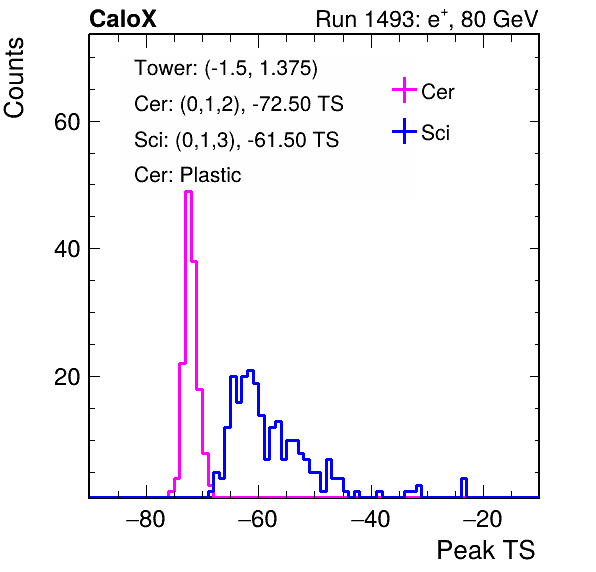 CaloX Run 1493: e⁺, 80 GeV
Counts
Tower: (-1.5, 1.375)
Cer: (0,1,2), -72.50 TS
Sci: (0,1,3), -61.50 TS
Cer: Plastic
Cer
Sci
60
40
20
−80 −60 −40 −20
Peak TS